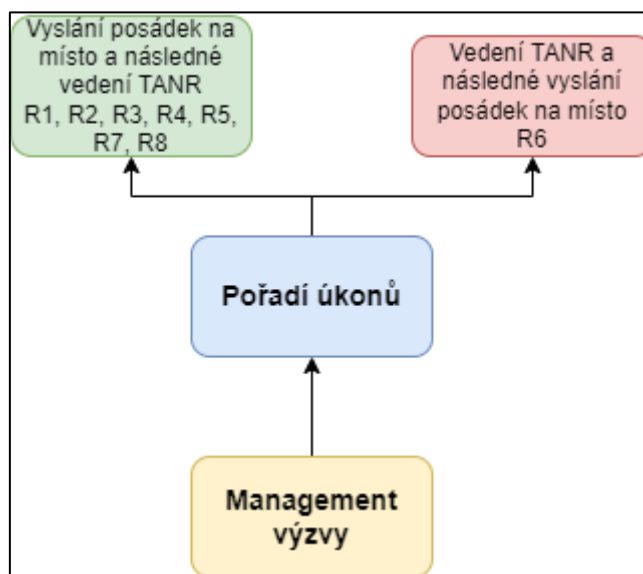 Vyslání posádek na
místo a následné
vedení TANR
R1, R2, R3, R4, R5,
R7, R8
Vedení TANR a
následné vyslání
posádek na místo
R6
Pořadí úkonů
Management
výzvy